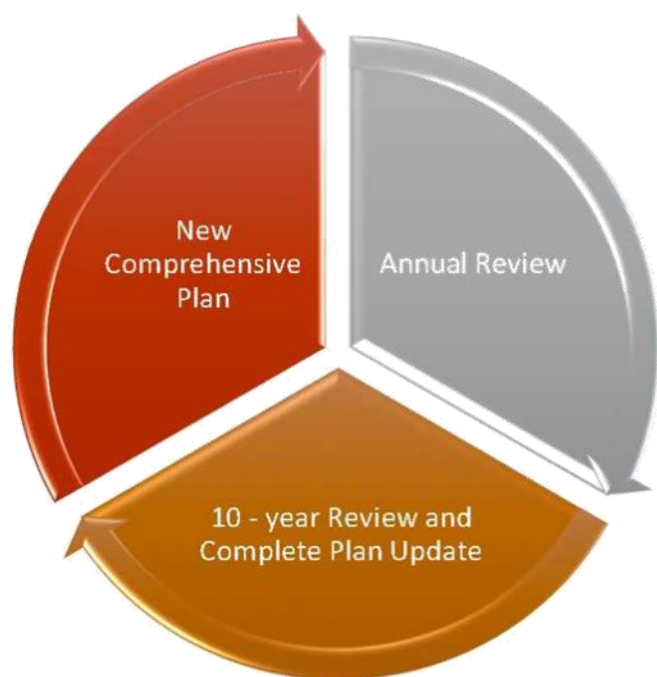 New
Comprehensive
Plan
Annual Review
10 - year Review and
Complete Plan Update